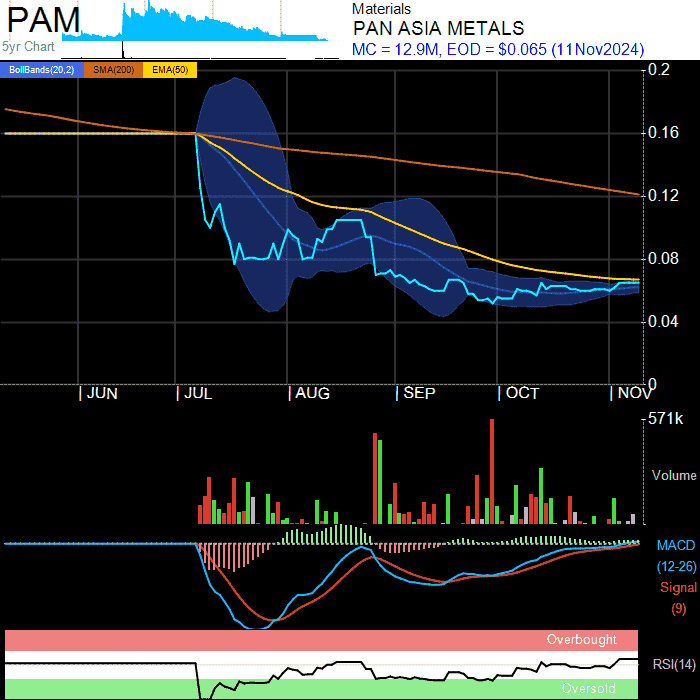 PAM
5yr Chart
Materials
PAN ASIA METALS
MC = 12.9M, EOD = $0.065 (11Nov2024)
BollBands(20,2) SMA(200) EMA(50)
0.2
0.16
0.12
0.08
0.04
0
JUN JUL AUG SEP OCT NOV
571k
Volume
MACD
(12-26)
Signal
(9)
Overbought
RSI(14)
Oversold